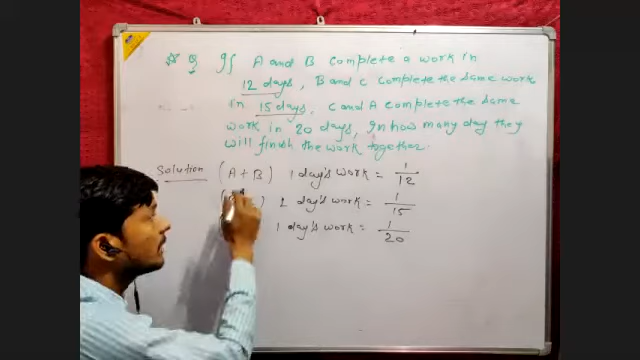 Q If A and B Complete a work in
12 days, B and C Complete the Same work
in 15 days, C and A Complete the Same
work in 20 days, In how many day they
will finish the work together.
Solution (A + B) 1 day's work = 1/12
1 day's work = 1/15
1 day's work = 1/20